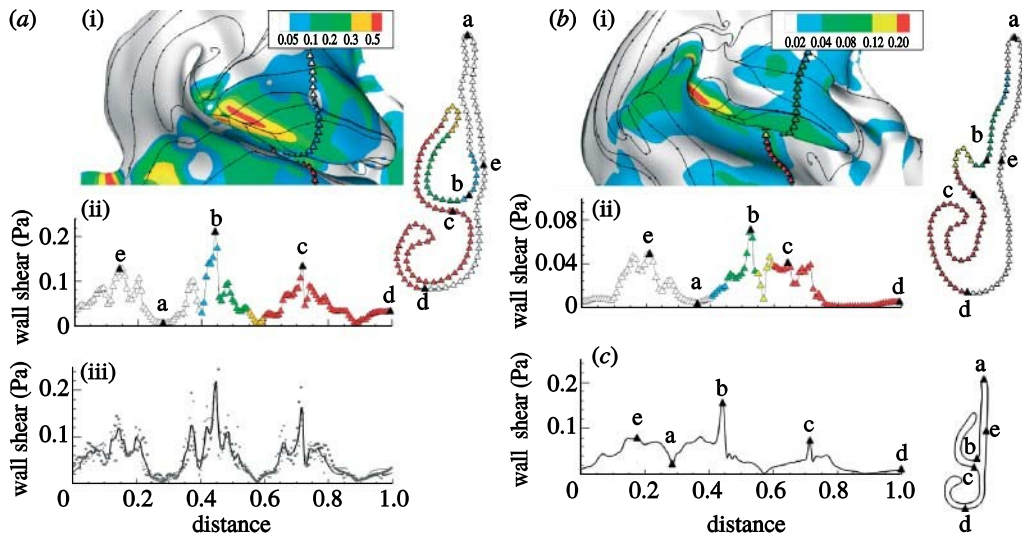 (a) (i)
0.05 0.1 0.2 0.3 0.5
a
b
e
c
d
(ii)
wall shear (Pa)
0.2
0.1
0
e
a
b
c
d
(iii)
wall shear (Pa)
0.2
0.1
0 0.2 0.4 0.6 0.8 1.0
distance
(b) (i)
0.02 0.04 0.08 0.12 0.20
a
b
e
c
d
(ii)
wall shear (Pa)
0.08
0.04
0
e
a
b
c
d
(c)
wall shear (Pa)
0.2
0.1
e
a
b
c
d
0 0.2 0.4 0.6 0.8 1.0
distance
a
e
b
c
d